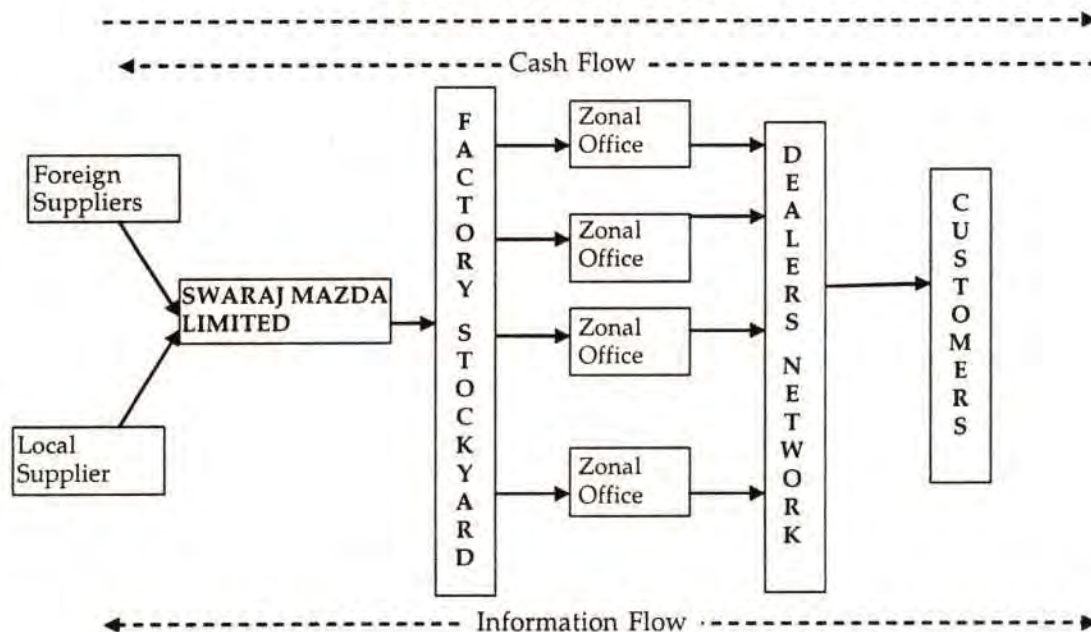 Cash Flow
Foreign
Suppliers
Local
Supplier
SWARAJ MAZDA
LIMITED
FACTORY STOCKYARD
Zonal
Office
Zonal
Office
Zonal
Office
Zonal
Office
DEALERS NETWORK
CUSTOMERS
Information Flow